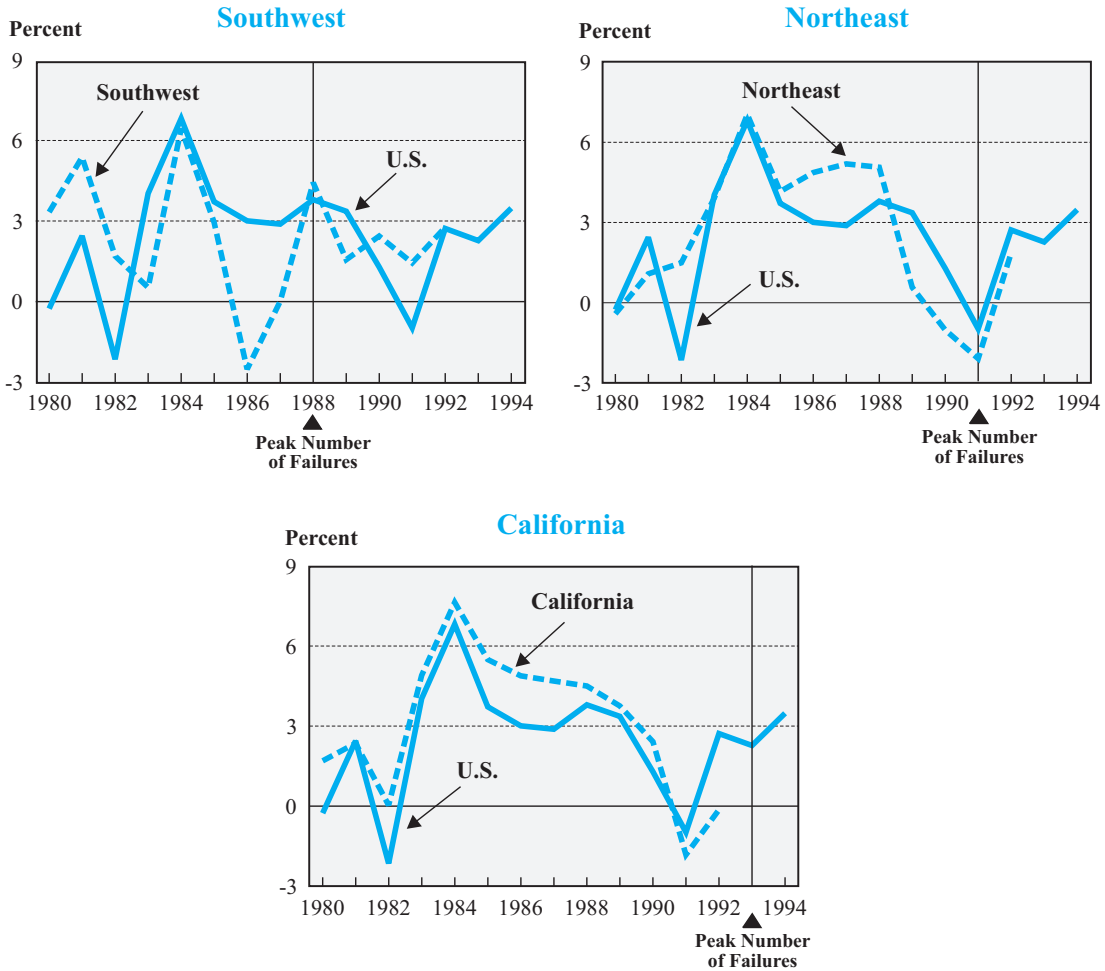 Southwest
Percent
9
6
3
0
-3
Southwest
U.S.
1980 1982 1984 1986 1988 1990 1992 1994
Peak Number
of Failures
Northeast
Percent
9
6
3
0
-3
Northeast
U.S.
1980 1982 1984 1986 1988 1990 1992 1994
Peak Number
of Failures
California
Percent
9
6
3
0
-3
California
U.S.
1980 1982 1984 1986 1988 1990 1992 1994
Peak Number
of Failures